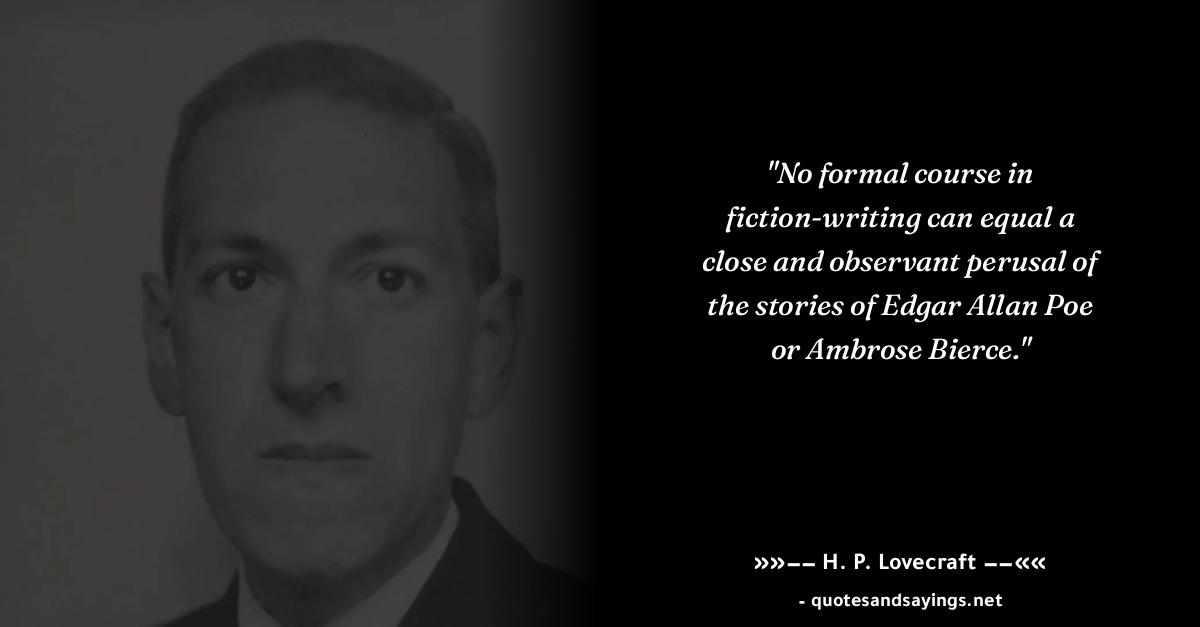 "No formal course in
fiction-writing can equal a
close and observant perusal of
the stories of Edgar Allan Poe
or Ambrose Bierce."
»»–– H. P. Lovecraft ––««
- quotesandsayings.net